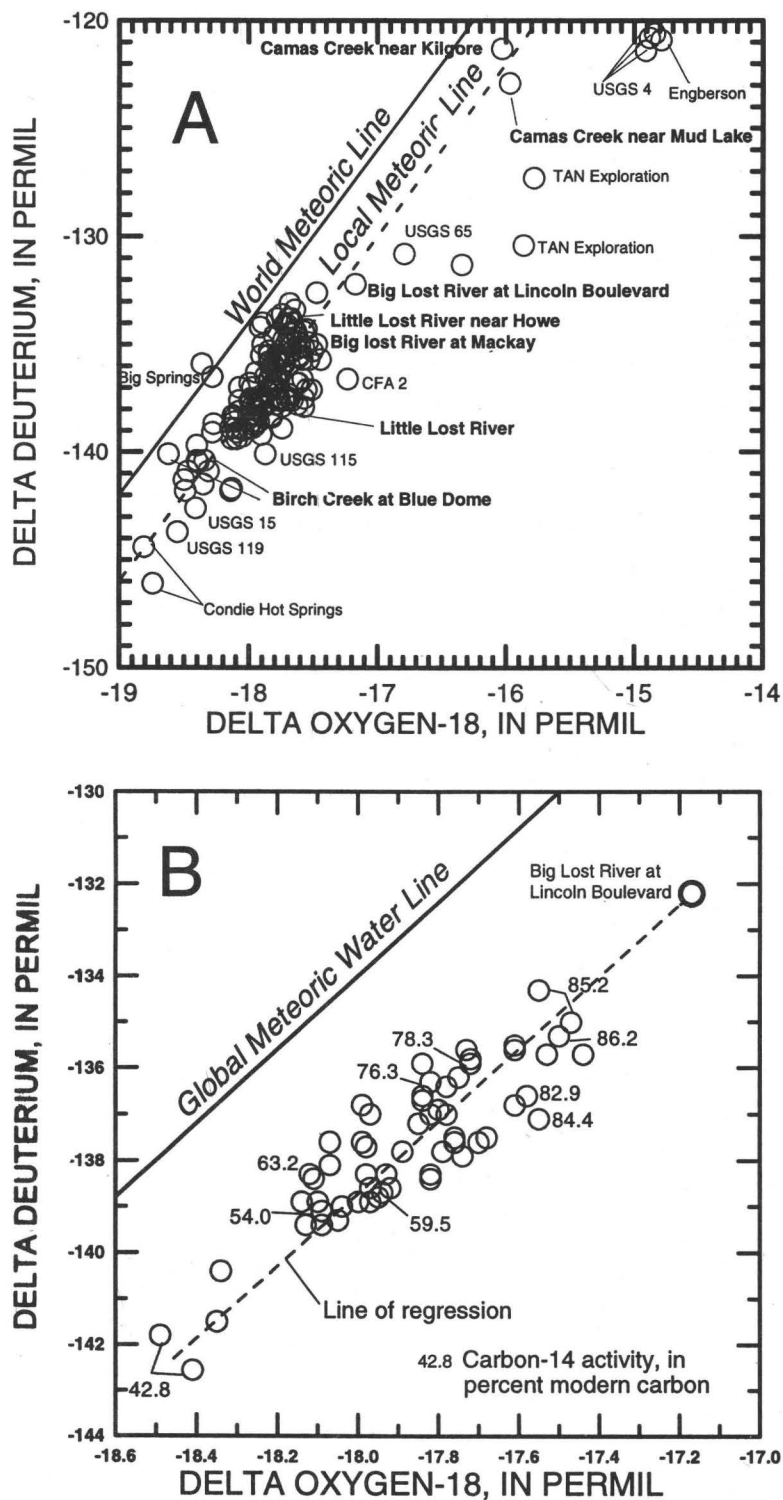 A
DELTA DEUTERIUM, IN PERMIL
-120
-130
-140
-150
World Meteoric Line
Local Meteoric Line
Camas Creek near Kilgore
USGS 4
Engberson
Camas Creek near Mud Lake
TAN Exploration
USGS 65
TAN Exploration
Big Lost River at Lincoln Boulevard
Little Lost River near Howe
Big lost River at Mackay
Big Springs
CFA 2
Little Lost River
USGS 115
Birch Creek at Blue Dome
USGS 15
USGS 119
Condie Hot Springs
-19
-18
-17
-16
-15
-14
DELTA OXYGEN-18, IN PERMIL
B
DELTA DEUTERIUM, IN PERMIL
-130
-132
-134
-136
-138
-140
-142
-144
Global Meteoric Water Line
Big Lost River at
Lincoln Boulevard
85.2
78.3
86.2
76.3
82.9
84.4
63.2
54.0
59.5
Line of regression
42.8
42.8 Carbon-14 activity, in
percent modern carbon
-18.6
-18.4
-18.2
-18.0
-17.8
-17.6
-17.4
-17.2
-17.0
DELTA OXYGEN-18, IN PERMIL